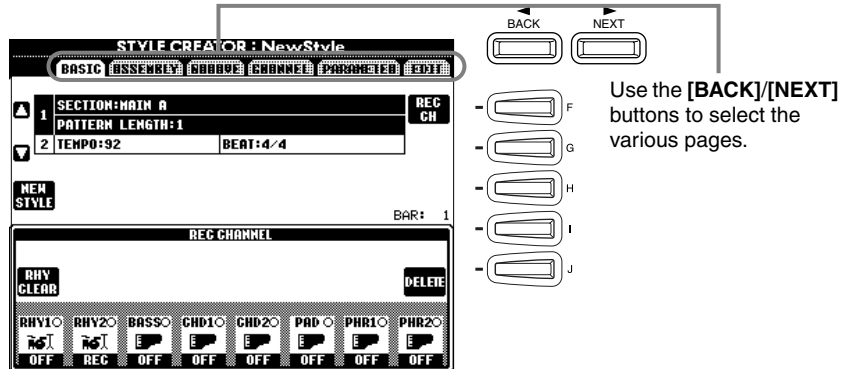 BACK NEXT
STYLE CREATOR : NewStyle
BASIC ASSEMBLY GROOVE CHANNEL PARAMETER EDIT
Use the [BACK]/[NEXT]
buttons to select the
various pages.
1 SECTION:MAIN A
PATTERN LENGTH:1
REC
CH
2 TEMPO:92 BEAT:4/4
NEW
STYLE
BAR: 1
F
G
H
I
J
REC CHANNEL
RHY
CLEAR
DELETE
RHY1 RHY2 BASS CHD1 CHD2 PAD PHR1 PHR2
OFF REC OFF OFF OFF OFF OFF OFF